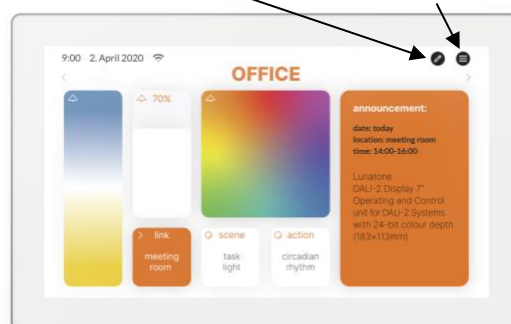 9:00 2. April 2020
OFFICE
70%
announcement:
date: today
location: meeting room
time: 14:00-16:00
Lunatone
DALI-2 Display 7"
Operating and Control
unit for DALI-2 Systems
with 24-bit colour depth
(183x113mm)
link
meeting
room
scene
task
light
action
circadian
rhythm